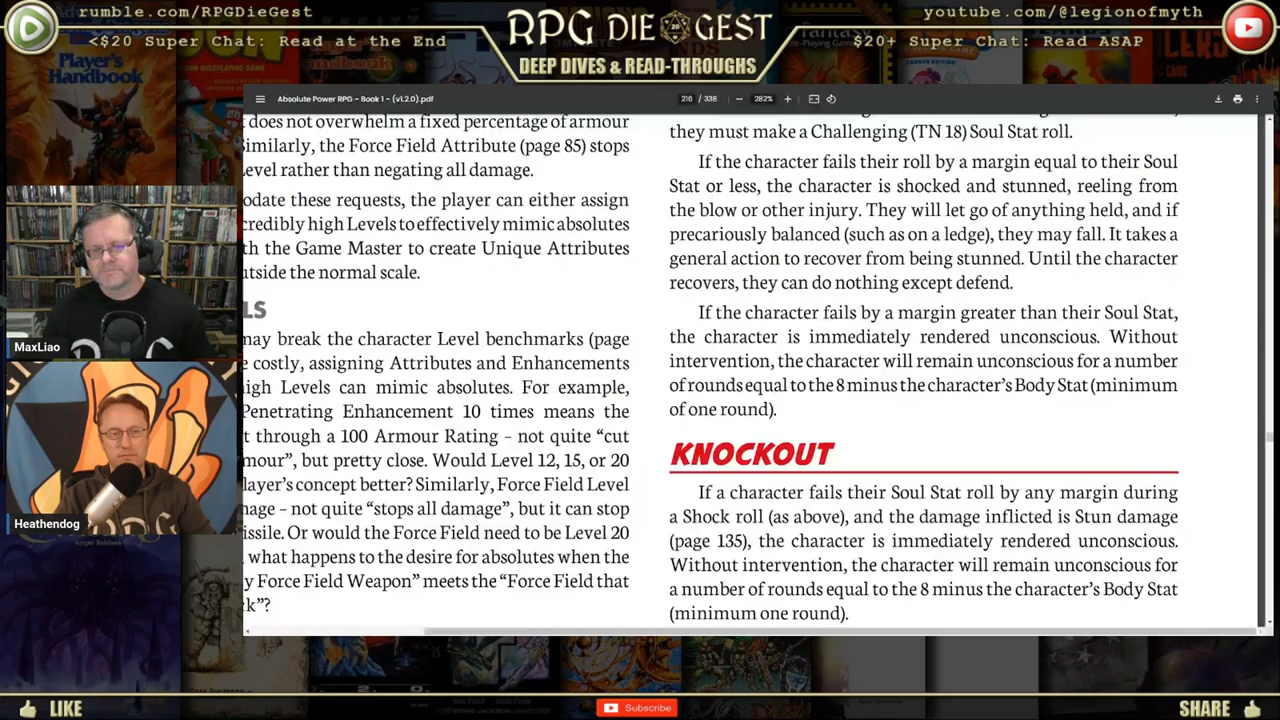 rumble.com/RPGDieGest
<$20 Super Chat: Read at the End
RPG DIE GEST
DEEP DIVES & READ-THROUGHS
youtube.com/@legionofmyth
$20+ Super Chat: Read ASAP
Player's
Handbook
Absolute Power RPG – Book 1 - (v1.2.0).pdf
216 / 338
282%
does not overwhelm a fixed percentage of armour
Similarly, the Force Field Attribute (page 85) stops
Level rather than negating all damage.
odate these requests, the player can either assign
credibly high Levels to effectively mimic absolutes
th the Game Master to create Unique Attributes
utside the normal scale.
LS
may break the character Level benchmarks (page
e costly, assigning Attributes and Enhancements
igh Levels can mimic absolutes. For example,
Penetrating Enhancement 10 times means the
t through a 100 Armour Rating – not quite “cut
mour”, but pretty close. Would Level 12, 15, or 20
layer’s concept better? Similarly, Force Field Level
mage – not quite “stops all damage”, but it can stop
issile. Or would the Force Field need to be Level 20
what happens to the desire for absolutes when the
y Force Field Weapon” meets the “Force Field that
ck”?
they must make a Challenging (TN 18) Soul Stat roll.
If the character fails their roll by a margin equal to their Soul
Stat or less, the character is shocked and stunned, reeling from
the blow or other injury. They will let go of anything held, and if
precariously balanced (such as on a ledge), they may fall. It takes a
general action to recover from being stunned. Until the character
recovers, they can do nothing except defend.
If the character fails by a margin greater than their Soul Stat,
the character is immediately rendered unconscious. Without
intervention, the character will remain unconscious for a number
of rounds equal to the 8 minus the character’s Body Stat (minimum
of one round).
KNOCKOUT
If a character fails their Soul Stat roll by any margin during
a Shock roll (as above), and the damage inflicted is Stun damage
(page 135), the character is immediately rendered unconscious.
Without intervention, the character will remain unconscious for
a number of rounds equal to the 8 minus the character’s Body Stat
(minimum one round).
MaxLiao
Heathendog
LIKE
Subscribe
SHARE